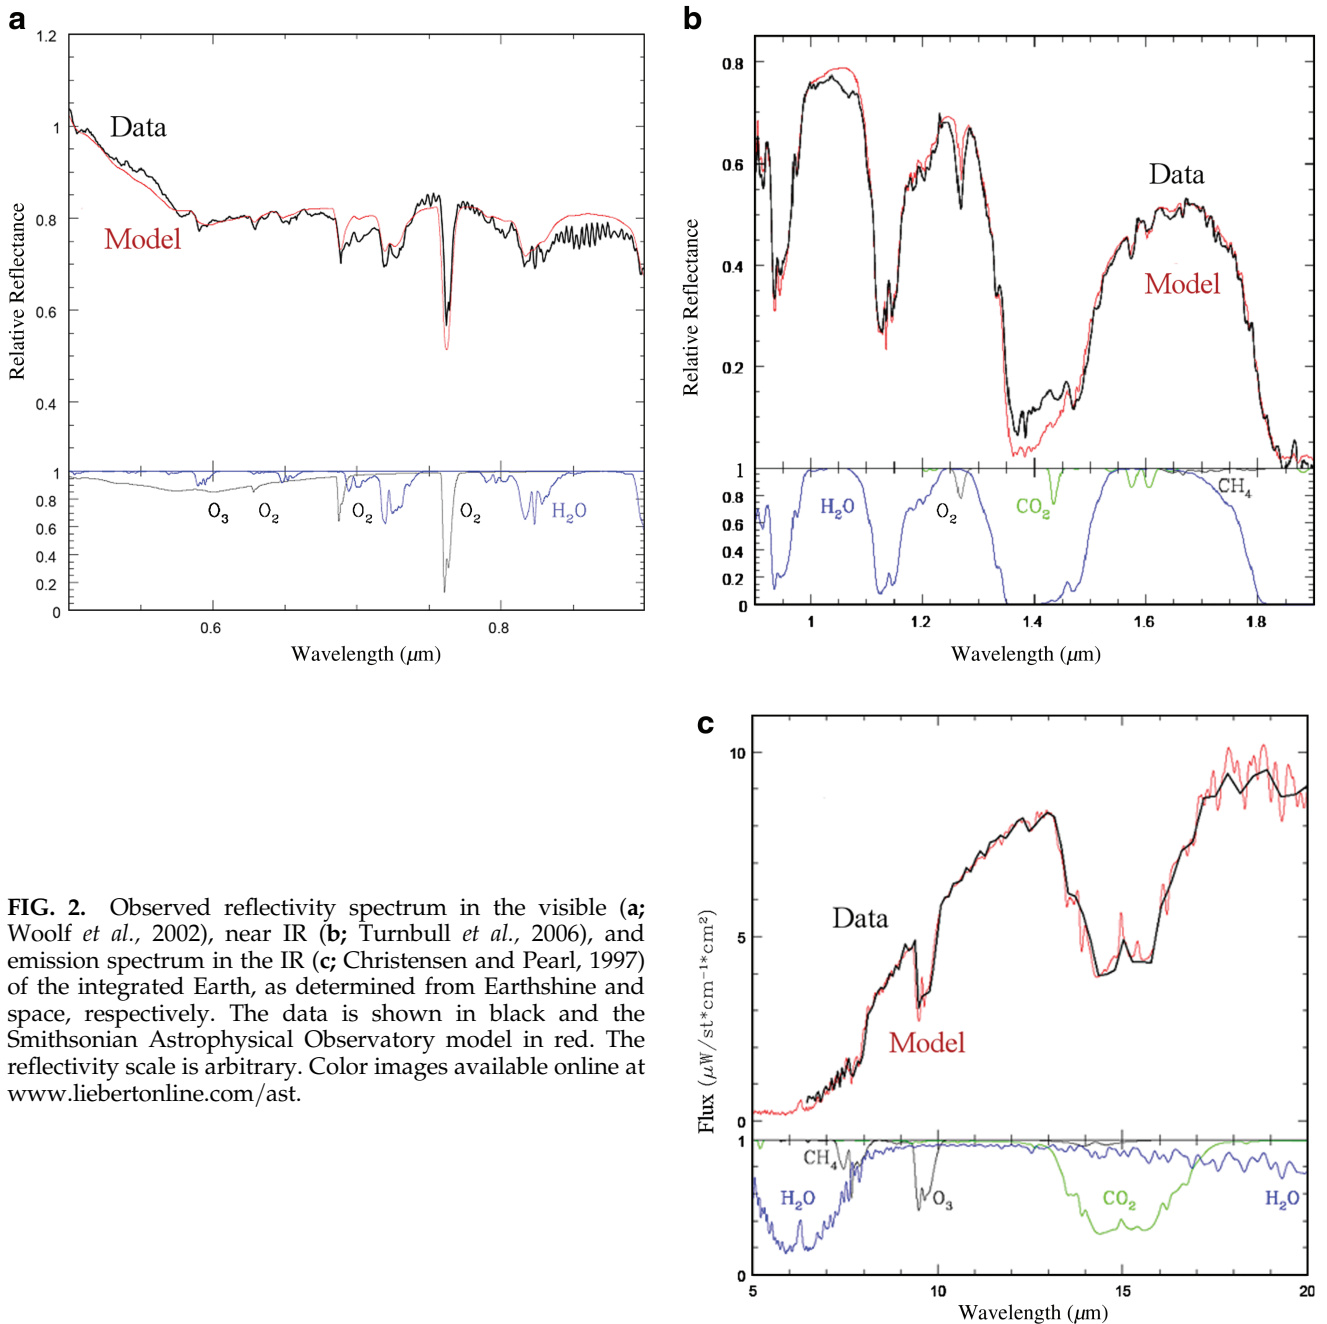 a
1.2
1
0.8
0.6
0.4
1
0.8
0.6
0.4
0.2
0
Relative Reflectance
Data
Model
O3
O2
O2
O2
H2O
0.6
0.8
Wavelength (μm)
b
0.8
0.6
0.4
0.2
1
0.8
0.6
0.4
0.2
0
Relative Reflectance
Data
Model
H2O
O2
CO2
CH4
1
1.2
1.4
1.6
1.8
Wavelength (μm)
c
10
5
0
1
0
Flux (μW/st*cm⁻¹*cm²)
Data
Model
CH4
H2O
O3
CO2
H2O
5
10
15
20
Wavelength (μm)
FIG. 2. Observed reflectivity spectrum in the visible (a;
Woolf et al., 2002), near IR (b; Turnbull et al., 2006), and
emission spectrum in the IR (c; Christensen and Pearl, 1997)
of the integrated Earth, as determined from Earthshine and
space, respectively. The data is shown in black and the
Smithsonian Astrophysical Observatory model in red. The
reflectivity scale is arbitrary. Color images available online at
www.liebertonline.com/ast.